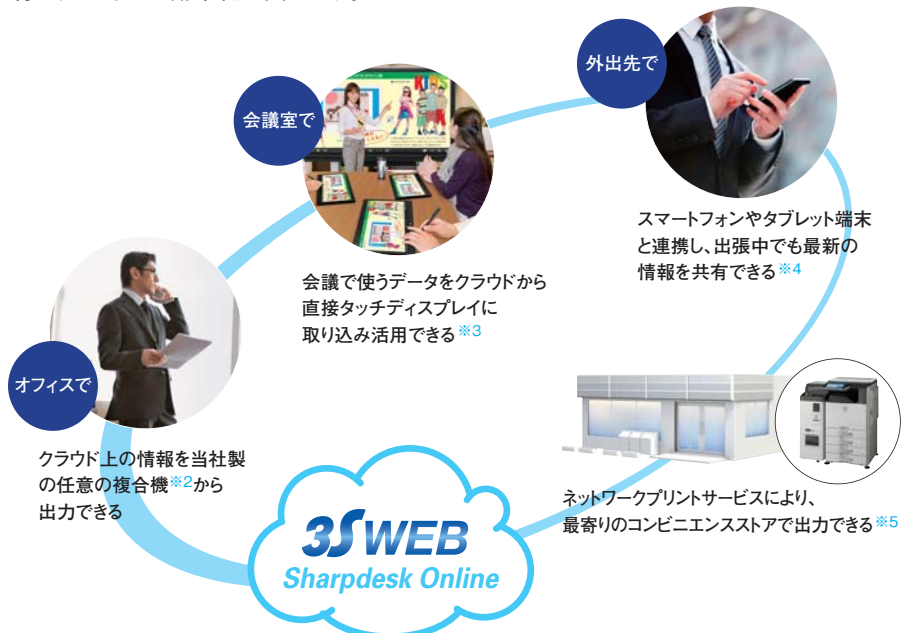 外出先で
会議室で
KIDS
スマートフォンやタブレット端末
と連携し、出張中でも最新の
情報を共有できる※4
会議で使うデータをクラウドから
直接タッチディスプレイに
取り込み活用できる※3
オフィスで
クラウド上の情報を当社製
の任意の複合機※2から
出力できる
ネットワークプリントサービスにより、
最寄りのコンビニエンスストアで出力できる※5
3S WEB
Sharpdesk Online